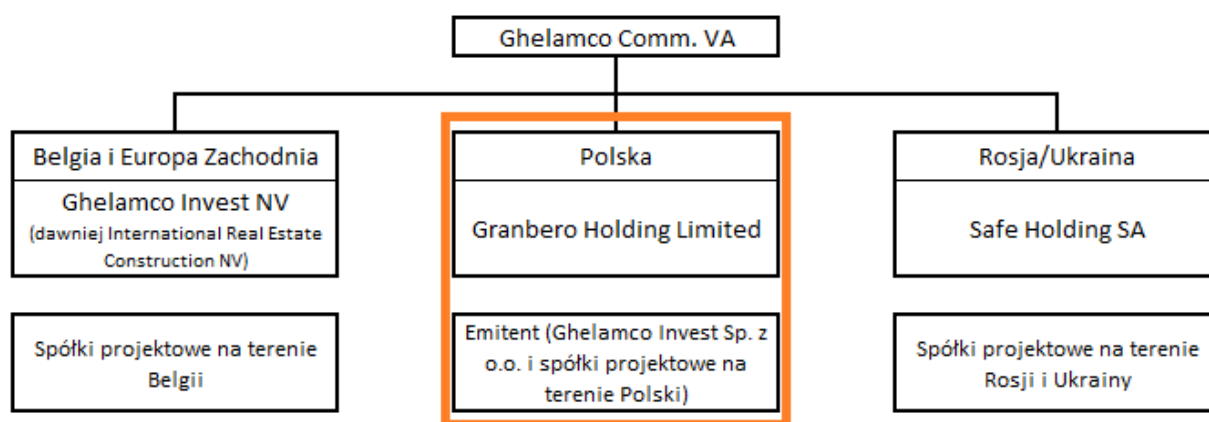 Ghelamco Comm. VA
Belgia i Europa Zachodnia
Ghelamco Invest NV
(dawniej International Real Estate
Construction NV)
Spółki projektowe na terenie
Belgii
Polska
Granbero Holding Limited
Emitent (Ghelamco Invest Sp. z
o.o. i spółki projektowe na
terenie Polski)
Rosja/Ukraina
Safe Holding SA
Spółki projektowe na terenie
Rosji i Ukrainy